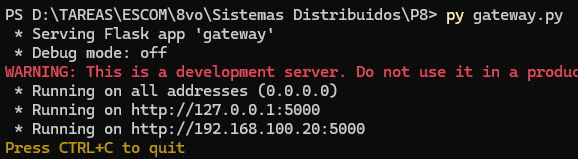 PS D:\TAREAS\ESCOM\8vo\Sistemas Distribuidos\P8> py gateway.py
 * Serving Flask app 'gateway'
 * Debug mode: off
WARNING: This is a development server. Do not use it in a produc
 * Running on all addresses (0.0.0.0)
 * Running on http://127.0.0.1:5000
 * Running on http://192.168.100.20:5000
Press CTRL+C to quit